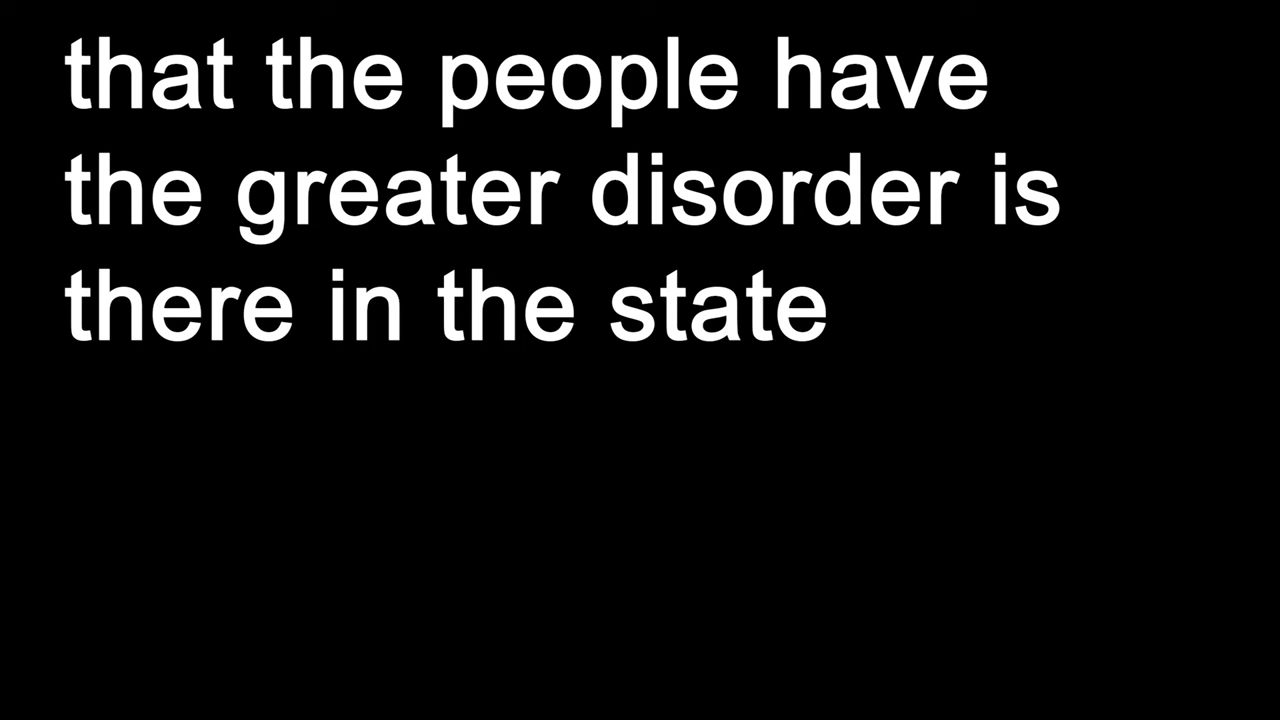 that the people have
the greater disorder is
there in the state